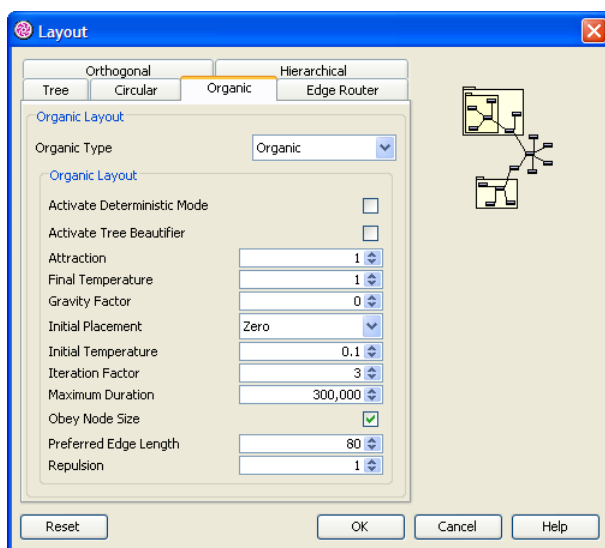 Layout
Orthogonal Hierarchical
Tree Circular Organic Edge Router
Organic Layout
Organic Type Organic
Organic Layout
Activate Deterministic Mode
Activate Tree Beautifier
Attraction 1
Final Temperature 1
Gravity Factor 0
Initial Placement Zero
Initial Temperature 0.1
Iteration Factor 3
Maximum Duration 300,000
Obey Node Size
Preferred Edge Length 80
Repulsion 1
Reset OK Cancel Help